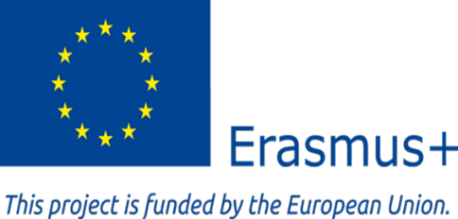 Erasmus+
This project is funded by the European Union.